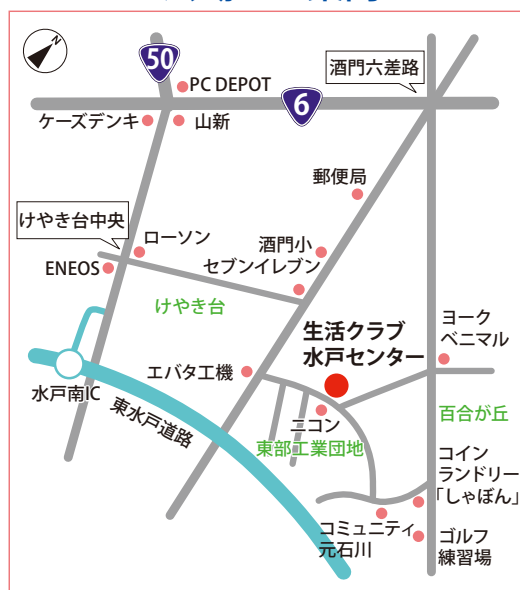 N
50
PC DEPOT
酒門六差路
6
ケーズデンキ
山新
郵便局
けやき台中央
ローソン
酒門小
セブンイレブン
ENEOS
けやき台
生活クラブ
水戸センター
ヨーク
ベニマル
エバタ工機
水戸南IC
東水戸道路
ニコン
百合が丘
東部工業団地
コイン
ランドリー
「しゃぼん」
コミュニティ
元石川
ゴルフ
練習場